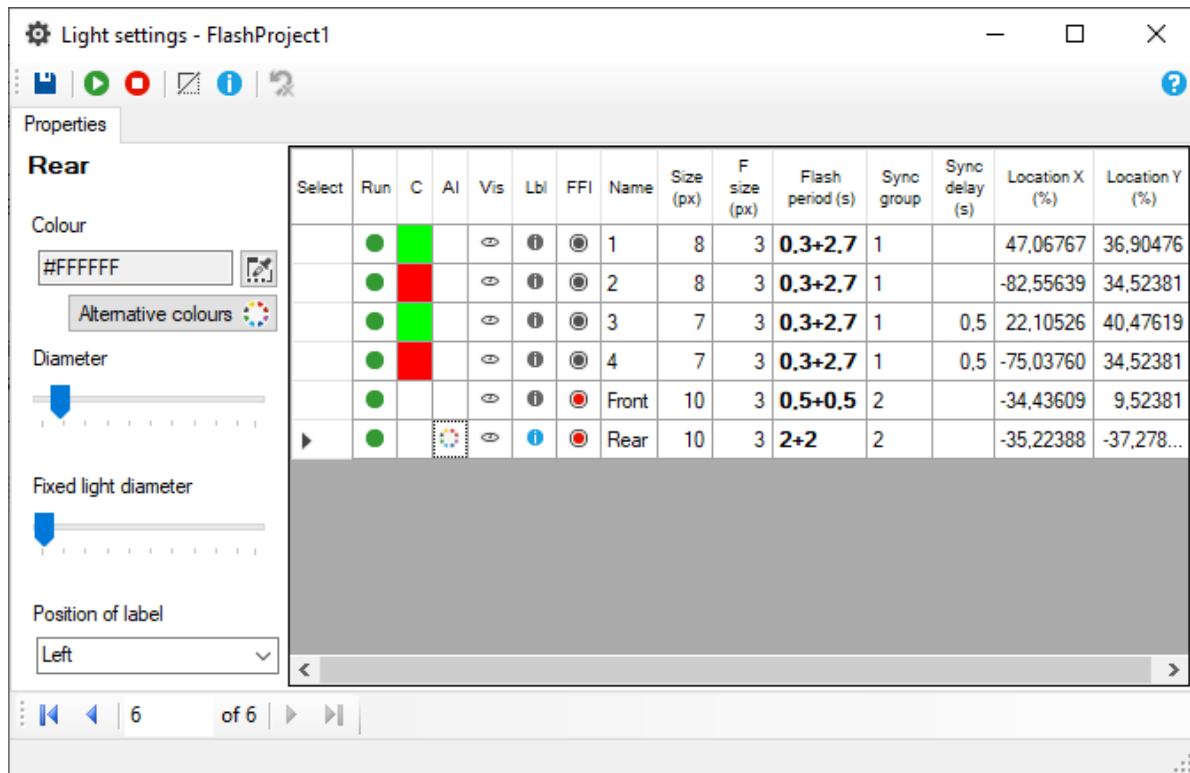 Light settings - FlashProject1
Properties
Rear
Colour
#FFFFFF
Alternative colours
Diameter
Fixed light diameter
Position of label
Left
Select Run C Al Vis Lbl FFI Name Size (px) F size (px) Flash period (s) Sync group Sync delay (s) Location X (%) Location Y (%)
1 8 3 0,3+2,7 1 47,06767 36,90476
2 8 3 0,3+2,7 1 -82,55639 34,52381
3 7 3 0,3+2,7 1 0,5 22,10526 40,47619
4 7 3 0,3+2,7 1 0,5 -75,03760 34,52381
Front 10 3 0,5+0,5 2 -34,43609 9,52381
Rear 10 3 2+2 2 -35,22388 -37,278...
6 of 6